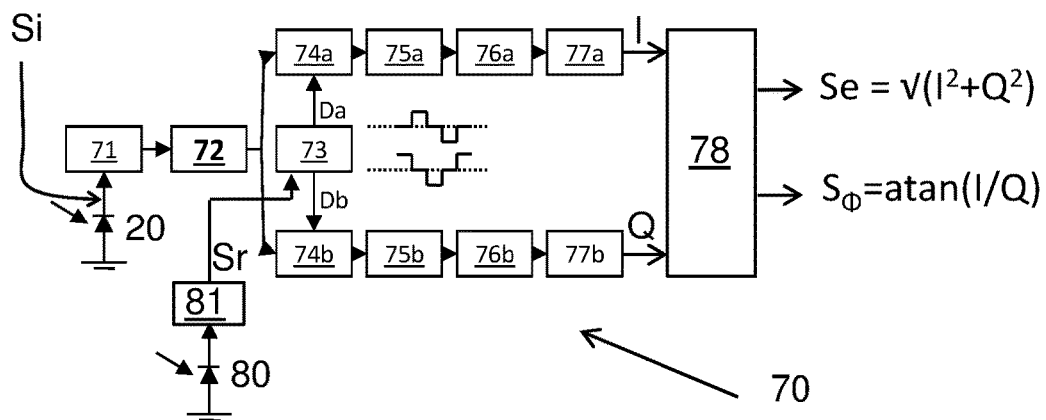 Si
74a
75a
76a
77a
I
Da
71
72
73
78
Se = √(I²+Q²)
S_Φ=atan(I/Q)
20
Db
Sr
74b
75b
76b
77b
Q
81
80
70